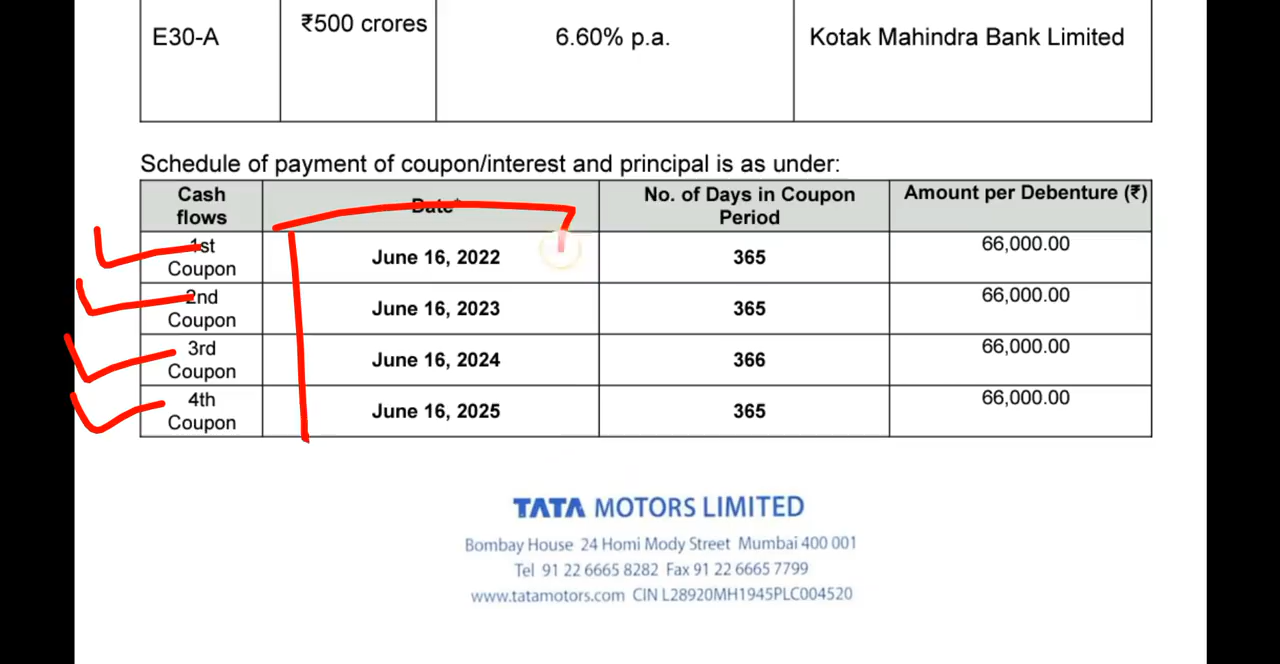 E30-A ₹500 crores 6.60% p.a. Kotak Mahindra Bank Limited
Schedule of payment of coupon/interest and principal is as under:
Cash flows Date* No. of Days in Coupon Period Amount per Debenture (₹)
1st Coupon June 16, 2022 365 66,000.00
2nd Coupon June 16, 2023 365 66,000.00
3rd Coupon June 16, 2024 366 66,000.00
4th Coupon June 16, 2025 365 66,000.00
TATA MOTORS LIMITED
Bombay House 24 Homi Mody Street Mumbai 400 001
Tel 91 22 6665 8282 Fax 91 22 6665 7799
www.tatamotors.com CIN L28920MH1945PLC004520